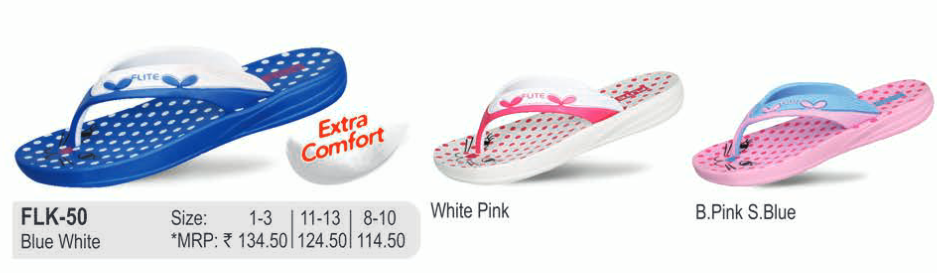 FLITE
FLITE
FLITE
Extra
Comfort
FLK-50
Blue White
Size: 1-3 | 11-13 | 8-10
*MRP: ₹ 134.50 | 124.50 | 114.50
White Pink
B.Pink S.Blue